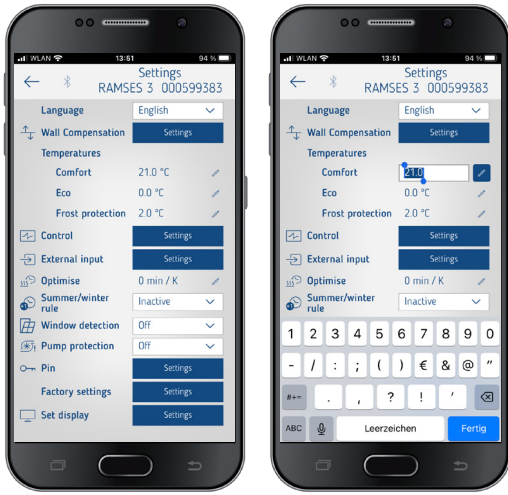 WLAN 13:51 94 %
Settings
RAMSES 3 000599383
Language English
Wall Compensation Settings
Temperatures
Comfort 21.0 °C
Eco 0.0 °C
Frost protection 2.0 °C
Control Settings
External input Settings
Optimise 0 min / K
Summer/winter
rule Inactive
Window detection Off
Pump protection Off
Pin Settings
Factory settings Settings
Set display Settings
WLAN 13:51 94 %
Settings
RAMSES 3 000599383
Language English
Wall Compensation Settings
Temperatures
Comfort 21.0
Eco 0.0 °C
Frost protection 2.0 °C
Control Settings
External input Settings
Optimise 0 min / K
Summer/winter
rule Inactive
1 2 3 4 5 6 7 8 9 0
- / : ; ( ) € & @ "
#+= . , ? ! '
ABC Leerzeichen Fertig